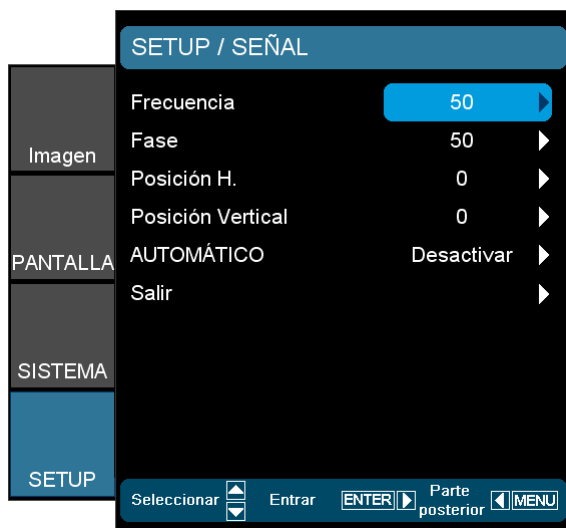 SETUP / SEÑAL
Imagen
PANTALLA
SISTEMA
SETUP
Frecuencia 50
Fase 50
Posición H. 0
Posición Vertical 0
AUTOMÁTICO Desactivar
Salir
Seleccionar Entrar ENTER Parte posterior MENU